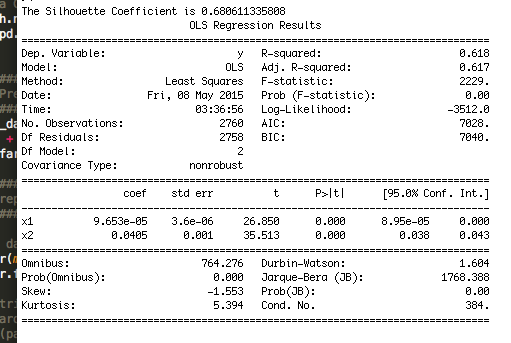 The Silhouette Coefficient is 0.680611335808
OLS Regression Results
==============================================================================
Dep. Variable: y R-squared: 0.618
Model: OLS Adj. R-squared: 0.617
Method: Least Squares F-statistic: 2229.
Date: Fri, 08 May 2015 Prob (F-statistic): 0.00
Time: 03:36:56 Log-Likelihood: -3512.0
No. Observations: 2760 AIC: 7028.
Df Residuals: 2758 BIC: 7040.
Df Model: 2
Covariance Type: nonrobust
==============================================================================
coef std err t P>|t| [95.0% Conf. Int.]
------------------------------------------------------------------------------
x1 9.653e-05 3.6e-06 26.850 0.000 8.95e-05 0.000
x2 0.0405 0.001 35.513 0.000 0.038 0.043
==============================================================================
Omnibus: 764.276 Durbin-Watson: 1.604
Prob(Omnibus): 0.000 Jarque-Bera (JB): 1768.388
Skew: -1.553 Prob(JB): 0.00
Kurtosis: 5.394 Cond. No. 384.
==============================================================================